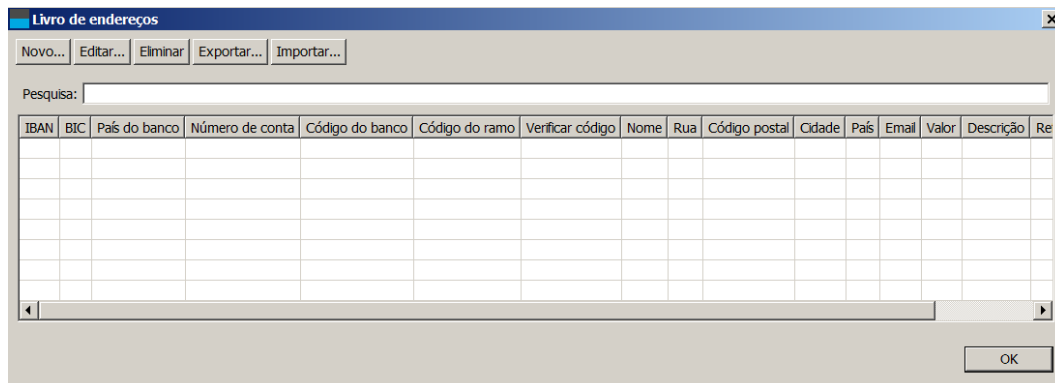 Livro de endereços
Novo... Editar... Eliminar Exportar... Importar...
Pesquisa:
IBAN BIC País do banco Número de conta Código do banco Código do ramo Verificar código Nome Rua Código postal Cidade País Email Valor Descrição
OK